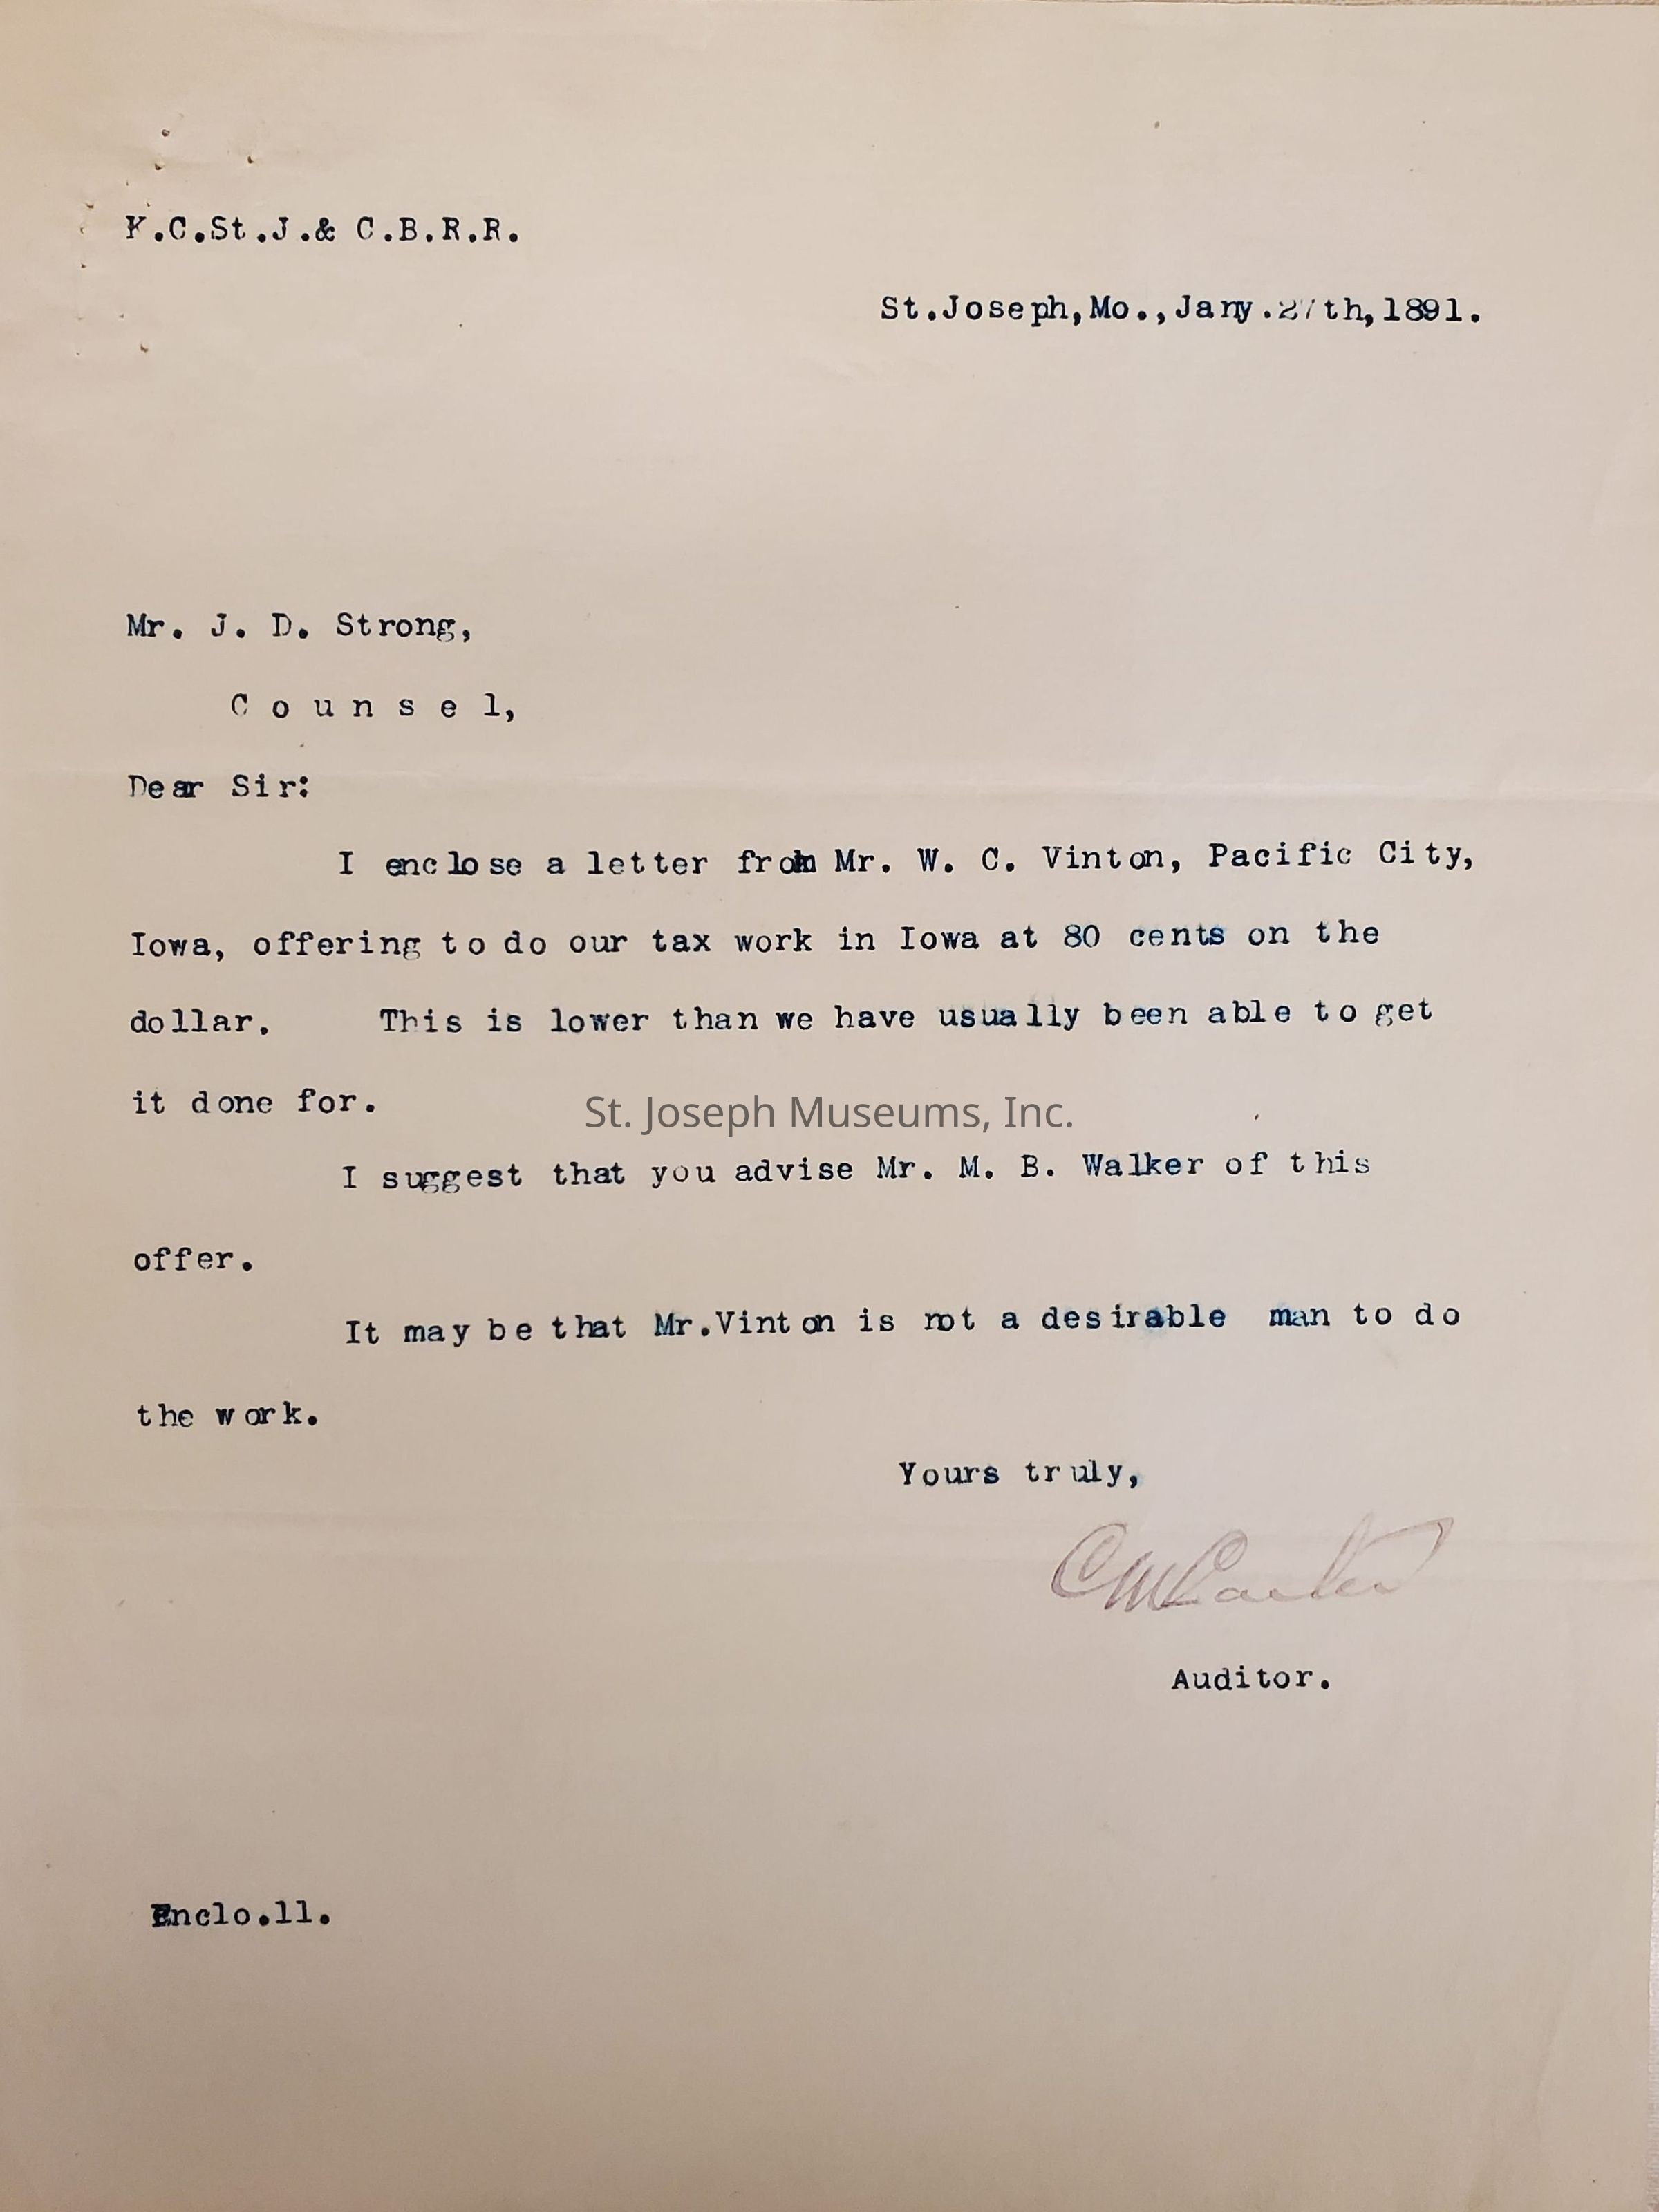 K.C.St.J.& C.B.R.R.
St.Joseph,Mo.,Jany.27th,1891.
Mr. J. D. Strong,
C o u n s e l,
Dear Sir:
I enclose a letter from Mr. W. C. Vinton, Pacific City,
Iowa, offering to do our tax work in Iowa at 80 cents on the
dollar. This is lower than we have usually been able to get
it done for.
St. Joseph Museums, Inc.
I suggest that you advise Mr. M. B. Walker of this
offer.
It may be that Mr.Vinton is not a desirable man to do
the work.
Yours truly,
C M Carter
Auditor.
Enclo.11.